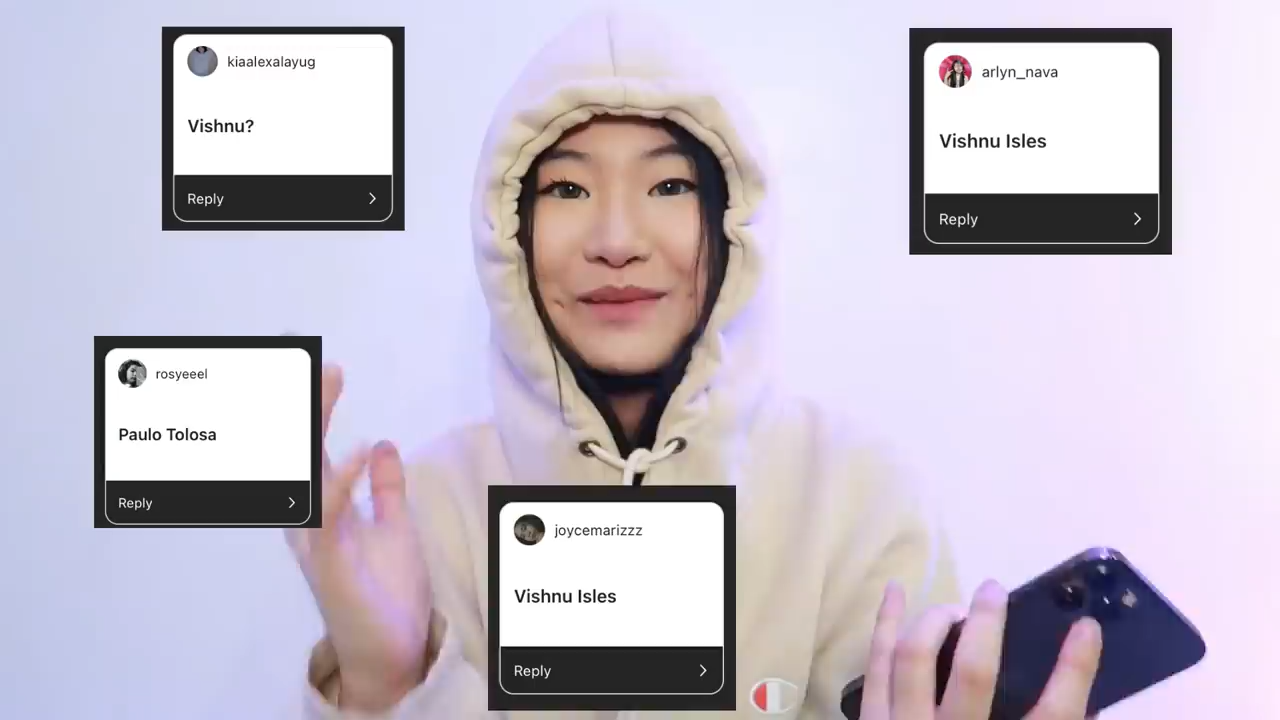 kiaalexalayug
Vishnu?
Reply
arlyn_nava
Vishnu Isles
Reply
rosyeeel
Paulo Tolosa
Reply
joycemarizzz
Vishnu Isles
Reply